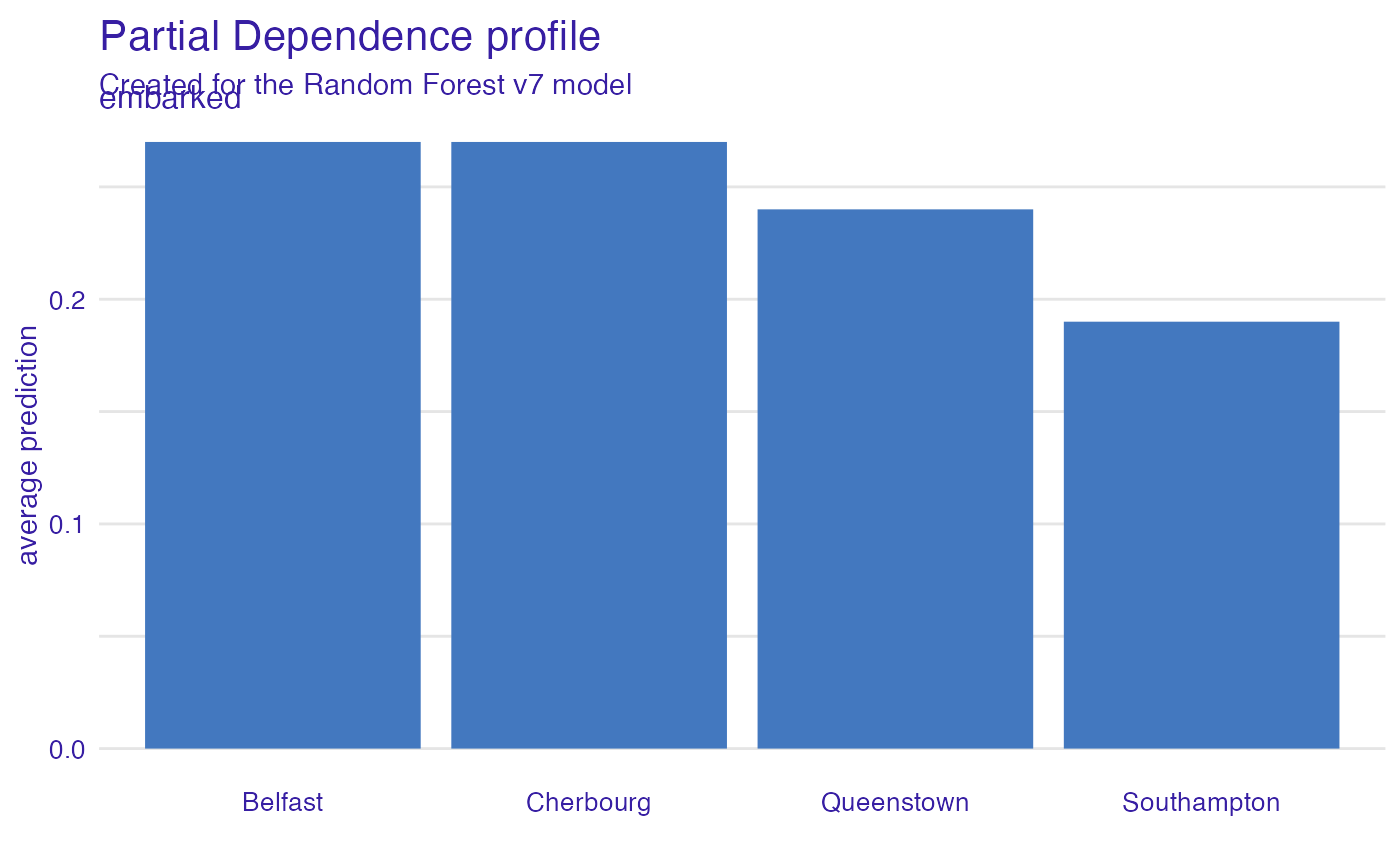 Partial Dependence profile
Created for the Random Forest v7 model
embarked
average prediction
0.2
0.1
0.0
Belfast Cherbourg Queenstown Southampton